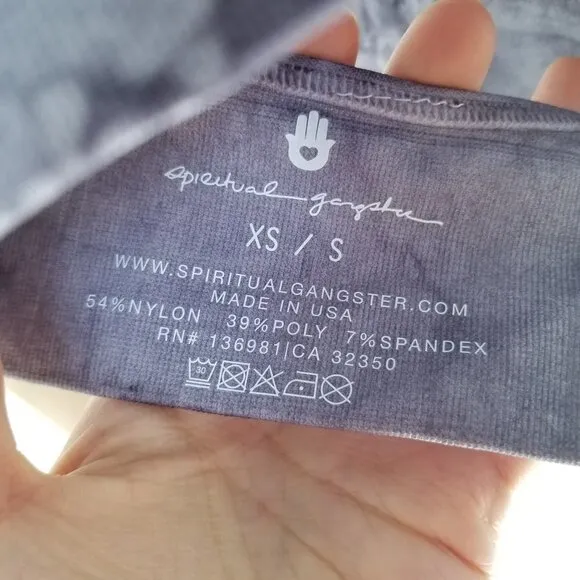 spiritual gangster
XS / S
WWW.SPIRITUALGANGSTER.COM
MADE IN USA
54%NYLON 39%POLY 7%SPANDEX
RN# 136981|CA 32350
30